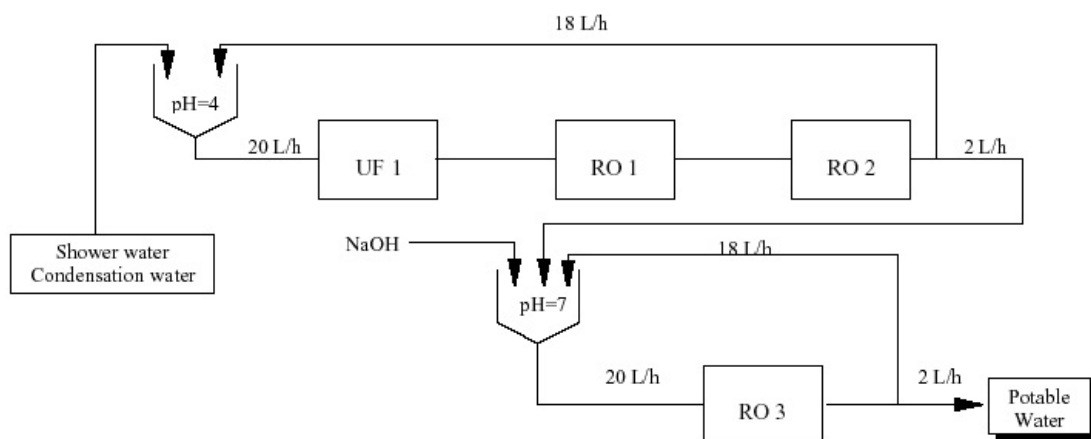 18 L/h
pH=4
20 L/h
UF 1
RO 1
RO 2
2 L/h
Shower water
Condensation water
NaOH
18 L/h
pH=7
20 L/h
RO 3
2 L/h
Potable
Water